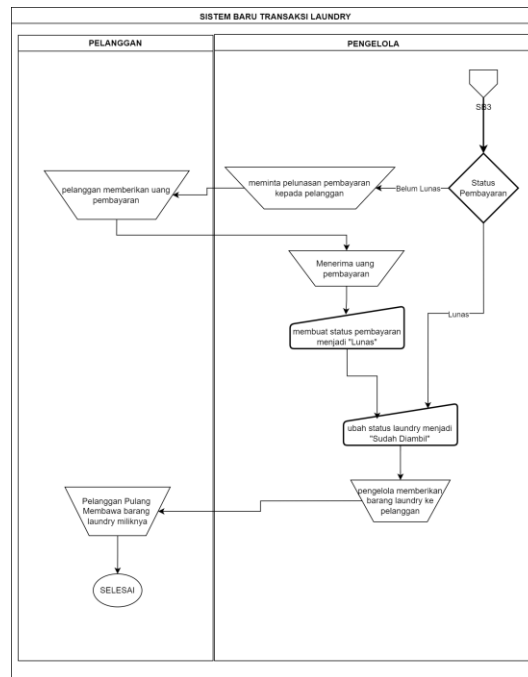 SISTEM BARU TRANSAKSI LAUNDRY
PELANGGAN
PENGELOLA
SB3
Status
Pembayaran
Belum Lunas
meminta pelunasan pembayaran
kepada pelanggan
pelanggan memberikan uang
pembayaran
Menerima uang
pembayaran
membuat status pembayaran
menjadi "Lunas"
Lunas
ubah status laundry menjadi
"Sudah Diambil"
pengelola memberikan
barang laundry ke
pelanggan
Pelanggan Pulang
Membawa barang
laundry miliknya
SELESAI